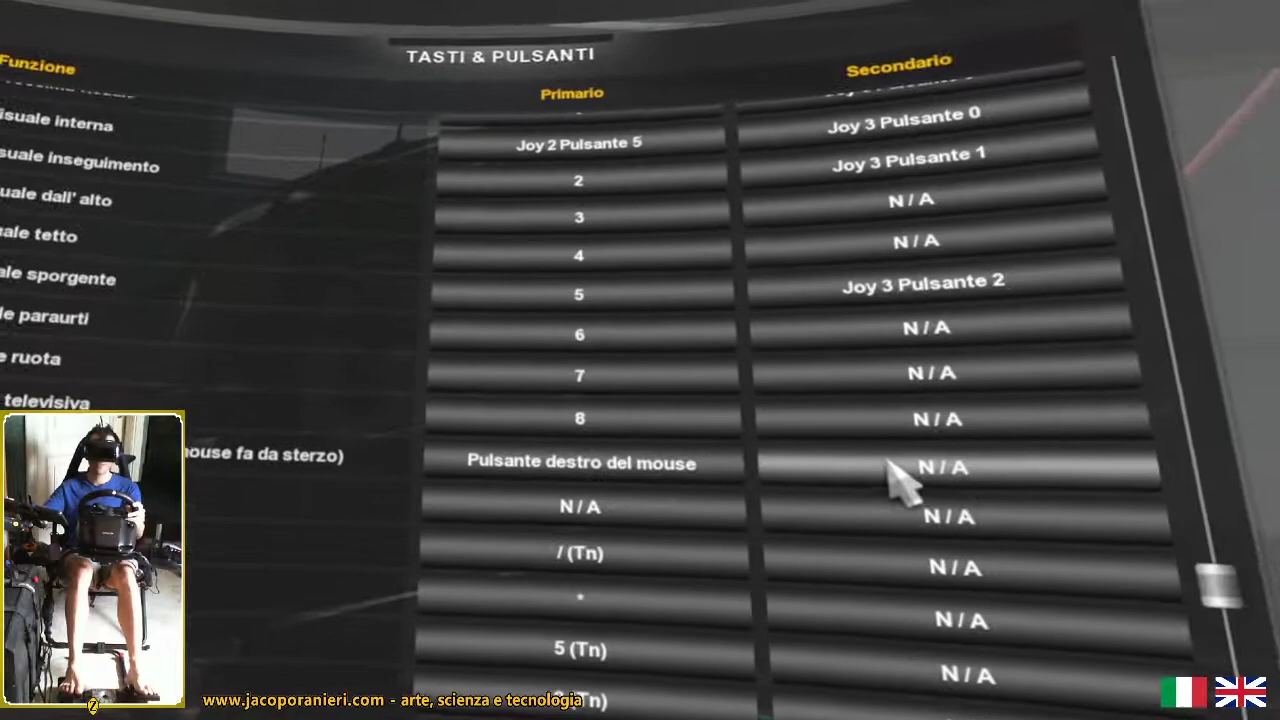 TASTI & PULSANTI
Funzione Primario Secondario
isuale interna Joy 2 Pulsante 5 Joy 3 Pulsante 0
suale inseguimento 2 Joy 3 Pulsante 1
uale dall' alto 3 N / A
ale tetto 4 N / A
ale sporgente 5 Joy 3 Pulsante 2
le paraurti 6 N / A
e ruota 7 N / A
televisiva 8 N / A
ouse fa da sterzo) Pulsante destro del mouse N / A
N / A N / A
/ (Tn) N / A
* N / A
5 (Tn) N / A
Tn)
www.jacoporanieri.com - arte, scienza e tecnologia